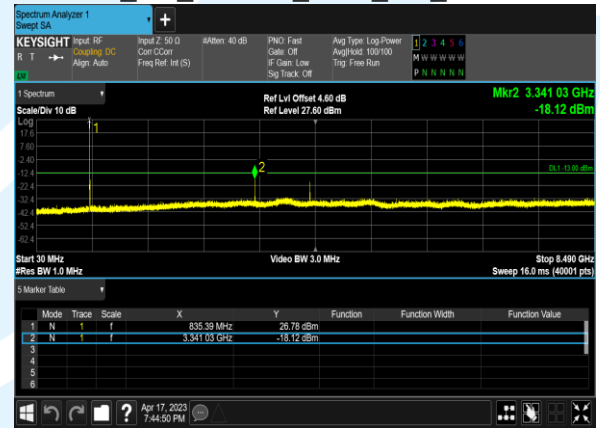 Spectrum Analyzer 1
Swept SA
KEYSIGHT Input: RF Input Z: 50 Ω #Atten: 40 dB PNO: Fast Avg Type: Log-Power 1 2 3 4 5 6
R T Coupling: DC Corr CCorr Gate: Off Avg|Hold: 100/100 M W W W W W
Align: Auto Freq Ref: Int (S) IF Gain: Low Trig: Free Run
Sig Track: Off P N N N N N
1 Spectrum Ref Lvl Offset 4.60 dB Mkr2 3.341 03 GHz
Scale/Div 10 dB Ref Level 27.60 dBm -18.12 dBm
Log
17.6 1
7.60
-2.40
-12.4 2 DL1 -13.00 dBm
-22.4
-32.4
-42.4
-52.4
-62.4
Start 30 MHz Video BW 3.0 MHz Stop 8.490 GHz
#Res BW 1.0 MHz Sweep 16.0 ms (40001 pts)
5 Marker Table
Mode Trace Scale X Y Function Function Width Function Value
1 N 1 f 835.39 MHz 26.78 dBm
2 N 1 f 3.341 03 GHz -18.12 dBm
3
4
5
6
? Apr 17, 2023
7:44:50 PM